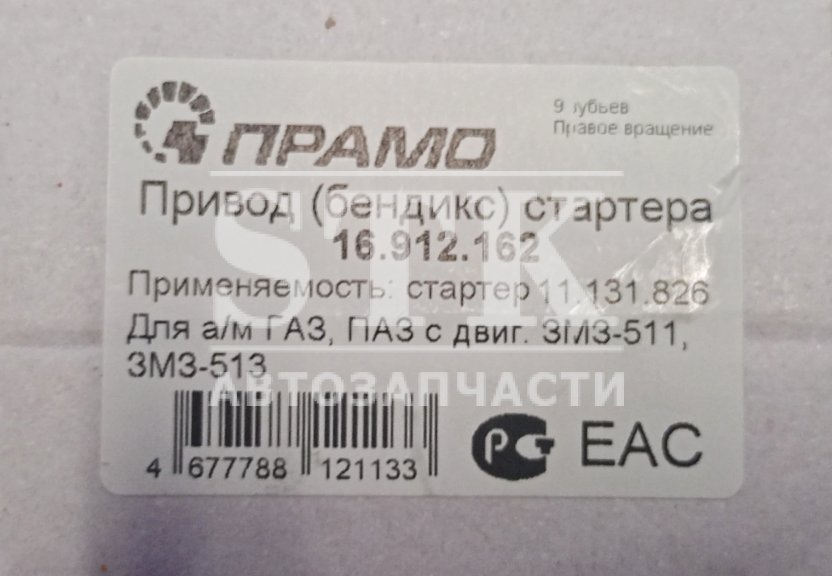 ПРАМО
9 зубьев
Правое вращение
Привод (бендикс) стартера
16.912.162
Применяемость: стартер 11.131.826
Для а/м ГАЗ, ПАЗ с двиг. ЗМЗ-511,
ЗМЗ-513
STK
АВТОЗАПЧАСТИ
4 677788 121133
РСТ EAC